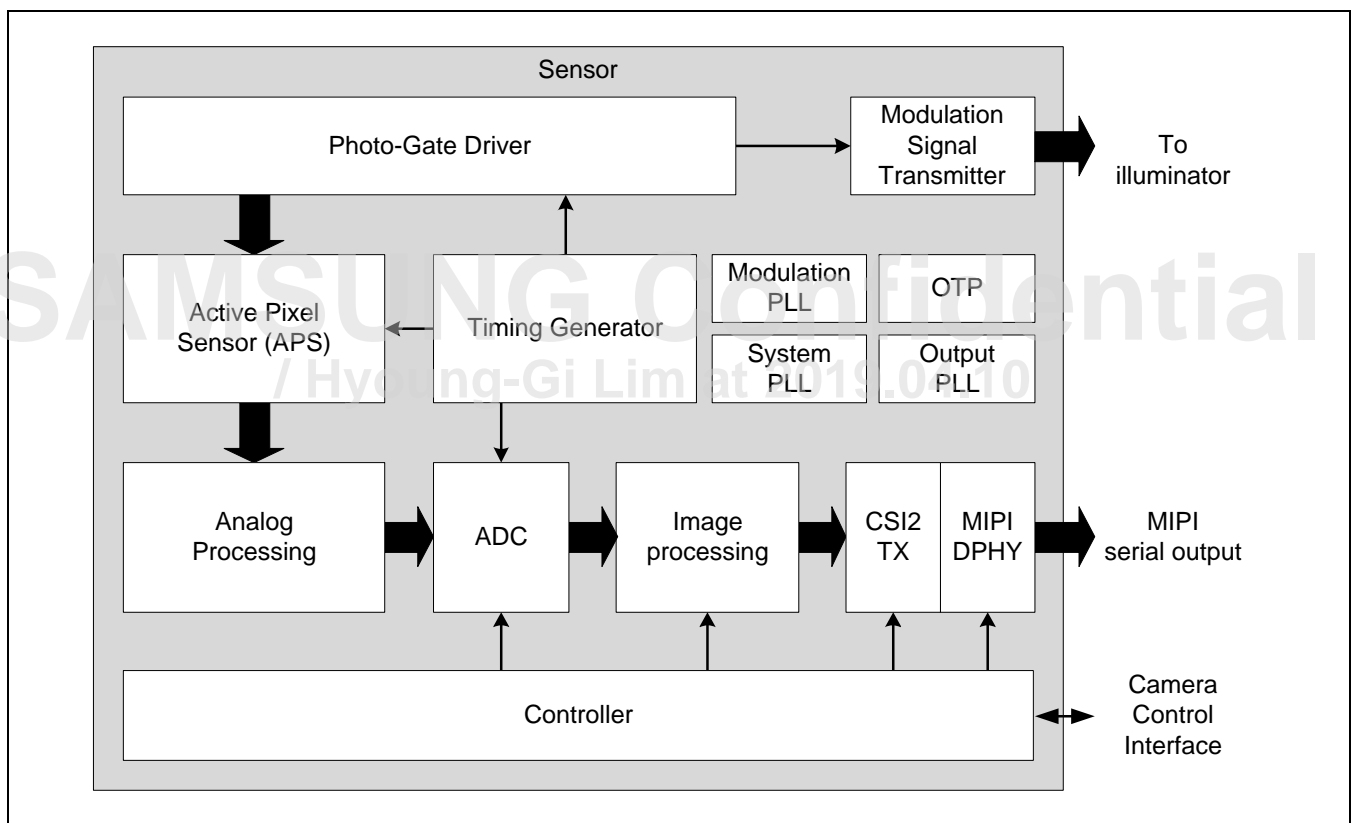 Sensor
Photo-Gate Driver
Modulation
Signal
Transmitter
To
illuminator
Active Pixel
Sensor (APS)
Timing Generator
Modulation
PLL
OTP
System
PLL
Output
PLL
SAMSUNG Confidential
/ Hyoung-Gi Lim at 2019.04.10
Analog
Processing
ADC
Image
processing
CSI2
TX
MIPI
DPHY
MIPI
serial output
Controller
Camera
Control
Interface